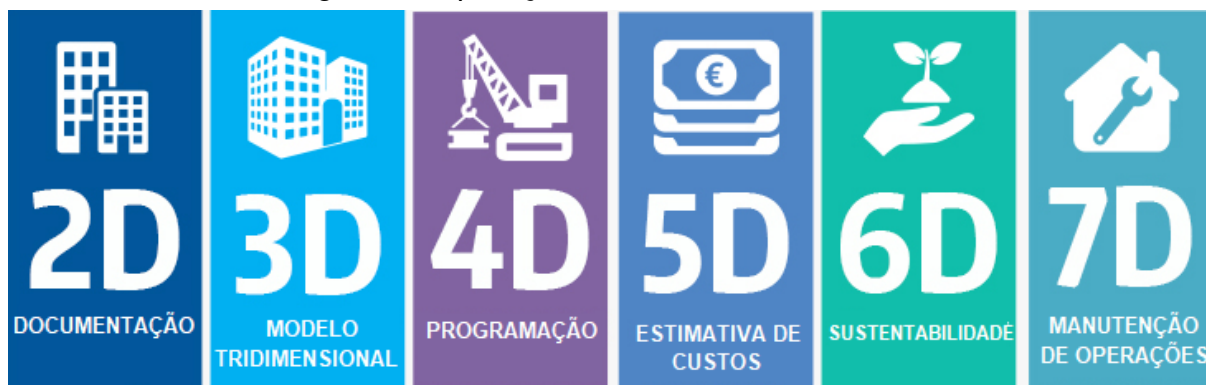 2D
DOCUMENTAÇÃO
3D
MODELO
TRIDIMENSIONAL
4D
PROGRAMAÇÃO
€
5D
ESTIMATIVA DE
CUSTOS
6D
SUSTENTABILIDADE
7D
MANUTENÇÃO
DE OPERAÇÕES